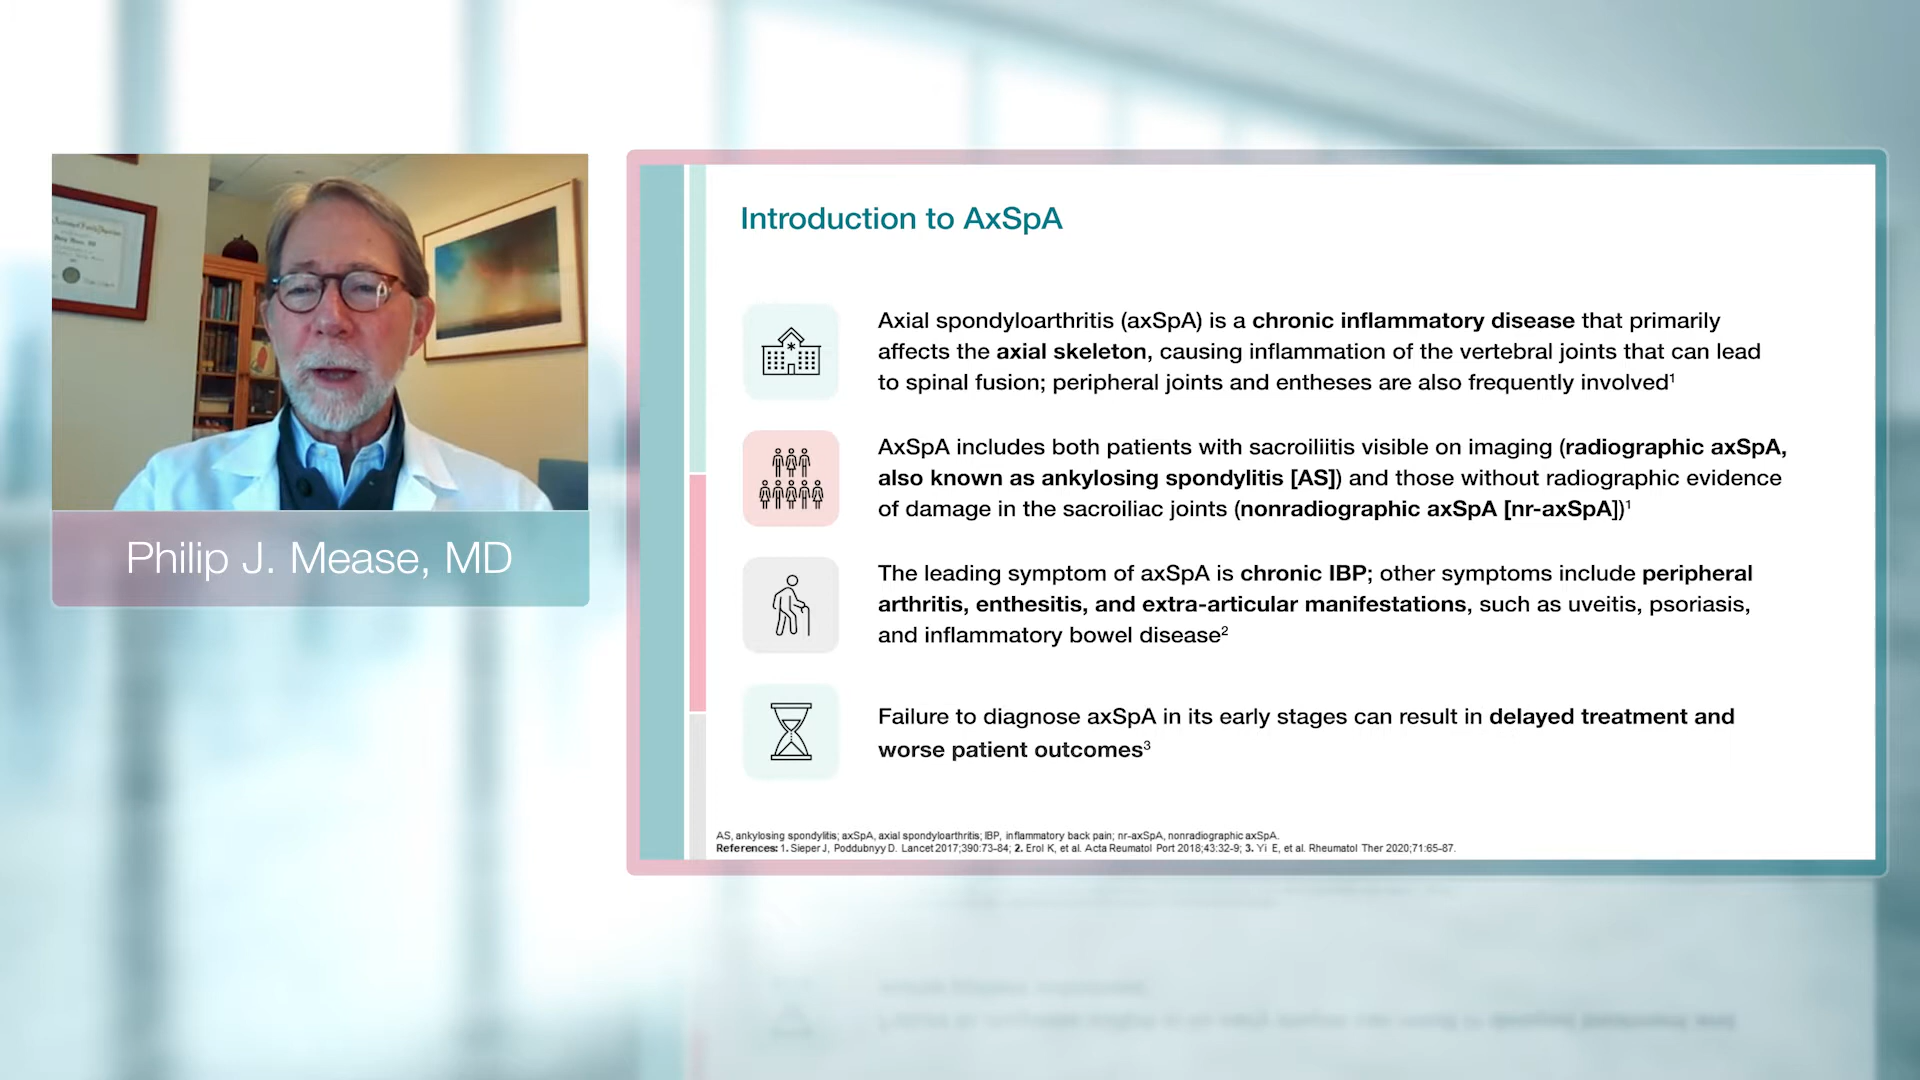 Philip J. Mease, MD
Introduction to AxSpA
Axial spondyloarthritis (axSpA) is a chronic inflammatory disease that primarily
affects the axial skeleton, causing inflammation of the vertebral joints that can lead
to spinal fusion; peripheral joints and entheses are also frequently involved¹
AxSpA includes both patients with sacroiliitis visible on imaging (radiographic axSpA,
also known as ankylosing spondylitis [AS]) and those without radiographic evidence
of damage in the sacroiliac joints (nonradiographic axSpA [nr-axSpA])¹
The leading symptom of axSpA is chronic IBP; other symptoms include peripheral
arthritis, enthesitis, and extra-articular manifestations, such as uveitis, psoriasis,
and inflammatory bowel disease²
Failure to diagnose axSpA in its early stages can result in delayed treatment and
worse patient outcomes³
AS, ankylosing spondylitis; axSpA, axial spondyloarthritis; IBP, inflammatory back pain; nr-axSpA, nonradiographic axSpA.
References: 1. Sieper J, Poddubnyy D. Lancet 2017;390:73-84; 2. Erol K, et al. Acta Reumatol Port 2018;43:32-9; 3. Yi E, et al. Rheumatol Ther 2020;71:65-87.